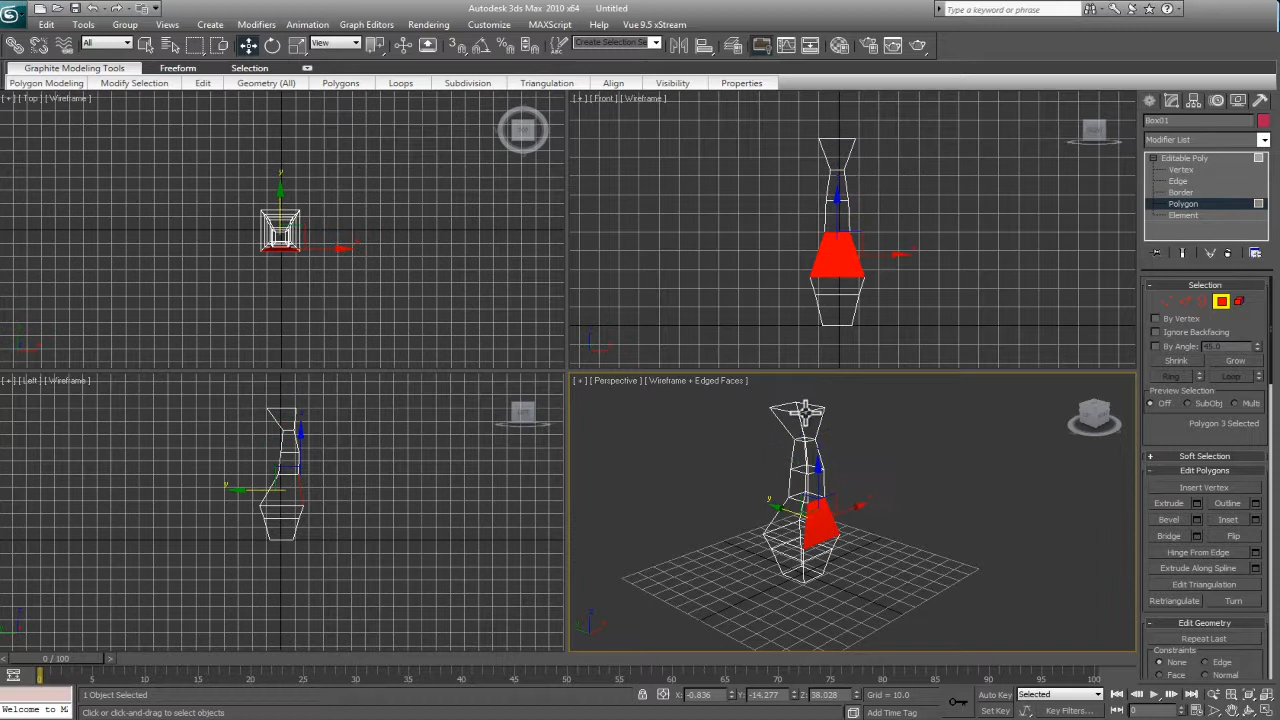 Autodesk 3ds Max 2010 x64 Untitled
Type a keyword or phrase
Edit Tools Group Views Create Modifiers Animation Graph Editors Rendering Customize MAXScript Help Vue 9.5 xStream
All View Create Selection Se
Graphite Modeling Tools Freeform Selection
Polygon Modeling Modify Selection Edit Geometry (All) Polygons Loops Subdivision Triangulation Align Visibility Properties
[ + ] [ Top ] [ Wireframe ]
[ + ] [ Front ] [ Wireframe ]
TOP
Box01
Modifier List
Editable Poly
Vertex
Edge
Border
Polygon
Element
Selection
By Vertex
Ignore Backfacing
By Angle: 45.0
Shrink Grow
Ring Loop
Preview Selection
Off SubObj Multi
Polygon 3 Selected
Soft Selection
Edit Polygons
Insert Vertex
Extrude Outline
Bevel Inset
Bridge Flip
Hinge From Edge
Extrude Along Spline
Edit Triangulation
Retriangulate Turn
Edit Geometry
Repeat Last
Constraints
None Edge
Face Normal
[ + ] [ Left ] [ Wireframe ]
[ + ] [ Perspective ] [ Wireframe + Edged Faces ]
0 / 100
0 5 10 15 20 25 30 35 40 45 50 55 60 65 70 75 80 85 90 95 100
1 Object Selected X: -0.836 Y: -14.277 Z: 38.028 Grid = 10.0 Auto Key Selected
Welcome to M Click or click-and-drag to select objects Add Time Tag Set Key Key Filters... 0